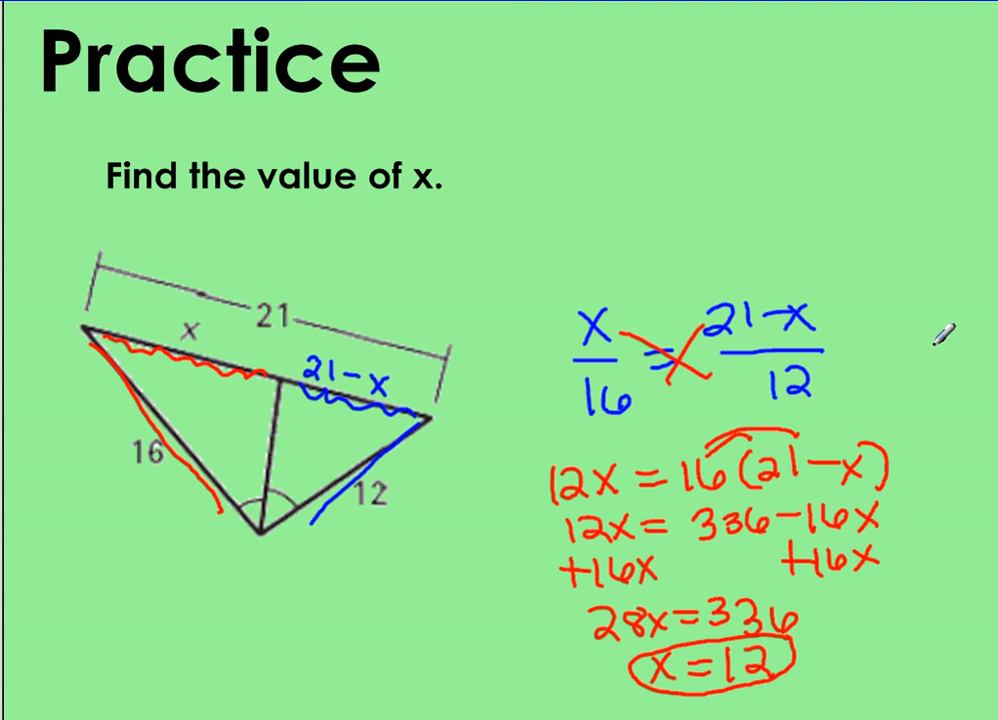 Practice
Find the value of x.
21
x
21-x
16
12
x/16 = 21-x/12
12x = 16(21-x)
12x = 336-16x
+16x +16x
28x=336
x=12